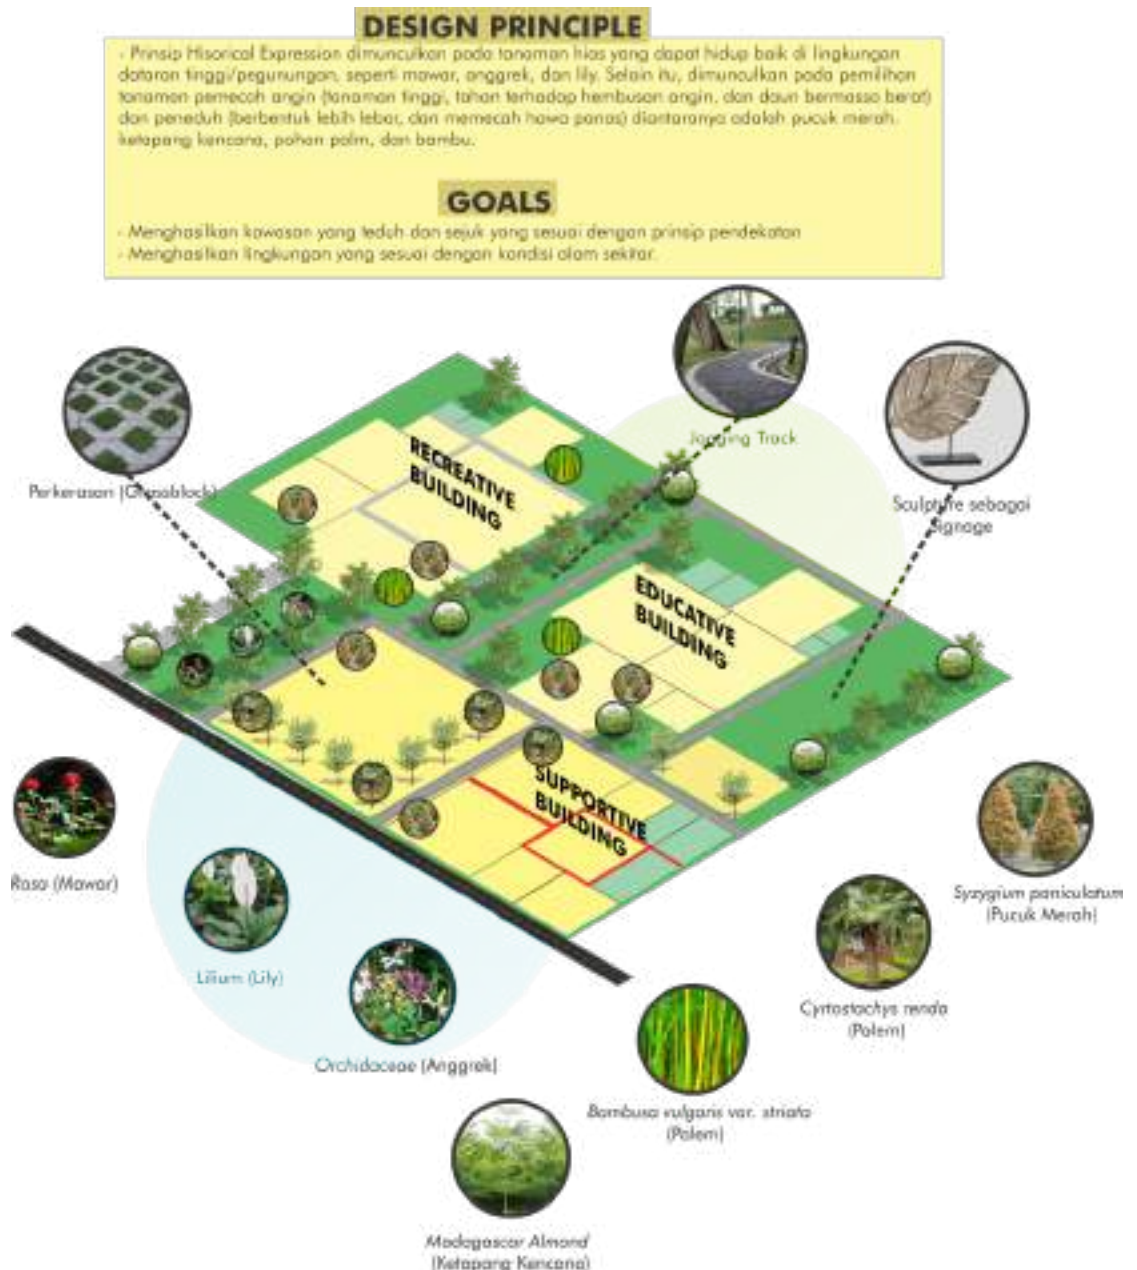 DESIGN PRINCIPLE
- Prinsip Hisorical Expression dimunculkan pada tanaman hias yang dapat hidup baik di lingkungan
dataran tinggi/pegunungan, seperti mawar, anggrek, dan lily. Selain itu, dimunculkan pada pemilihan
tanaman pemecah angin (tanaman tinggi, tahan terhadap hembusan angin, dan daun bermassa berat)
dan peneduh (berbentuk lebih lebar, dan memecah hawa panas) diantaranya adalah pucuk merah,
ketapang kencana, pohon palm, dan bambu.
GOALS
- Menghasilkan kawasan yang teduh dan sejuk yang sesuai dengan prinsip pendekatan
- Menghasilkan lingkungan yang sesuai dengan kondisi alam sekitar.
Jogging Track
Perkerasan (Grassblock)
Sculpture sebagai
Signage
RECREATIVE
BUILDING
EDUCATIVE
BUILDING
SUPPORTIVE
BUILDING
Rosa (Mawar)
Lilium (Lily)
Orchidaceae (Anggrek)
Syzygium paniculatum
(Pucuk Merah)
Cyrtostachys renda
(Palem)
Bambusa vulgaris var. striata
(Palem)
Madagascar Almond
(Ketapang Kencana)